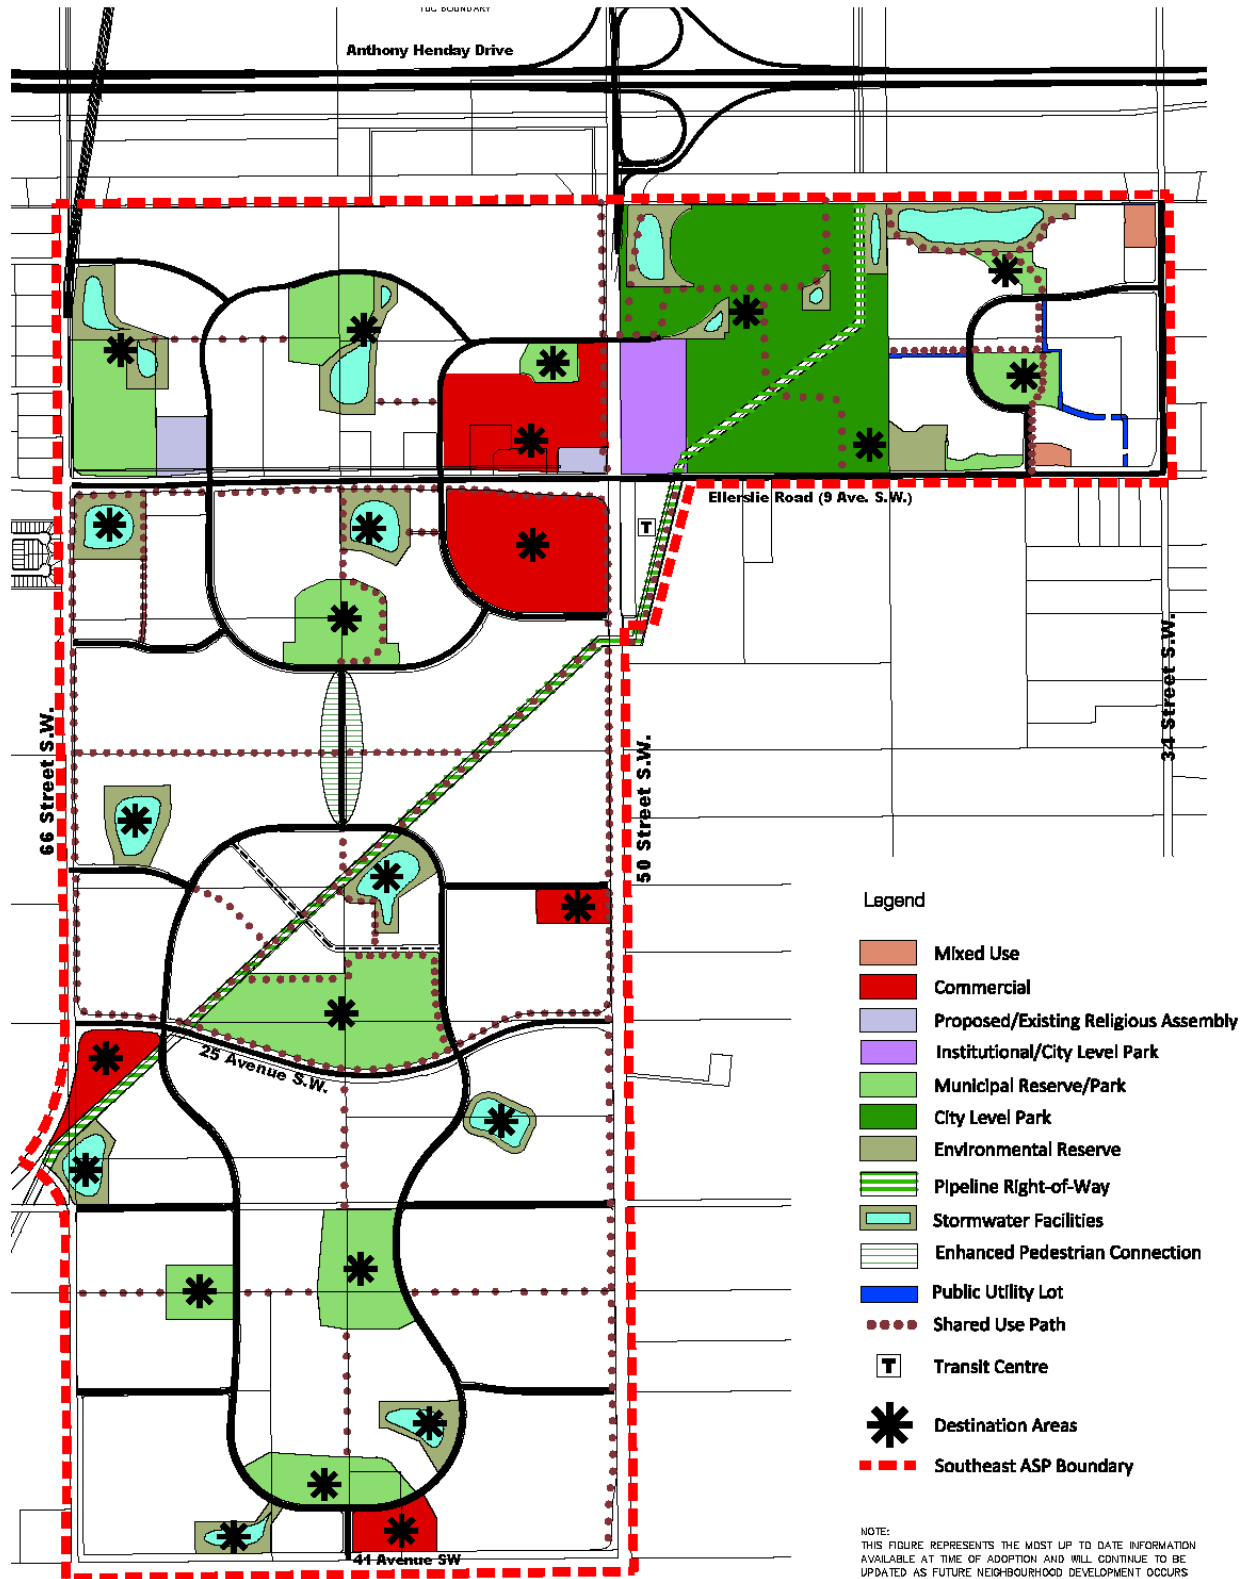 TUC BOUNDARY
Anthony Henday Drive
Ellerslie Road (9 Ave. S.W.)
T
66 Street S.W.
50 Street S.W.
34 Street S.W.
25 Avenue S.W.
41 Avenue SW
Legend
Mixed Use
Commercial
Proposed/Existing Religious Assembly
Institutional/City Level Park
Municipal Reserve/Park
City Level Park
Environmental Reserve
Pipeline Right-of-Way
Stormwater Facilities
Enhanced Pedestrian Connection
Public Utility Lot
Shared Use Path
T Transit Centre
Destination Areas
Southeast ASP Boundary
NOTE:
THIS FIGURE REPRESENTS THE MOST UP TO DATE INFORMATION
AVAILABLE AT TIME OF ADOPTION AND WILL CONTINUE TO BE
UPDATED AS FUTURE NEIGHBOURHOOD DEVELOPMENT OCCURS